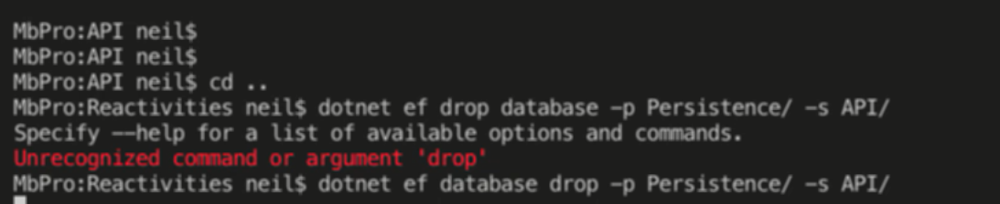 MbPro:API neil$
MbPro:API neil$
MbPro:API neil$ cd ..
MbPro:Reactivities neil$ dotnet ef drop database -p Persistence/ -s API/
Specify --help for a list of available options and commands.
Unrecognized command or argument 'drop'
MbPro:Reactivities neil$ dotnet ef database drop -p Persistence/ -s API/